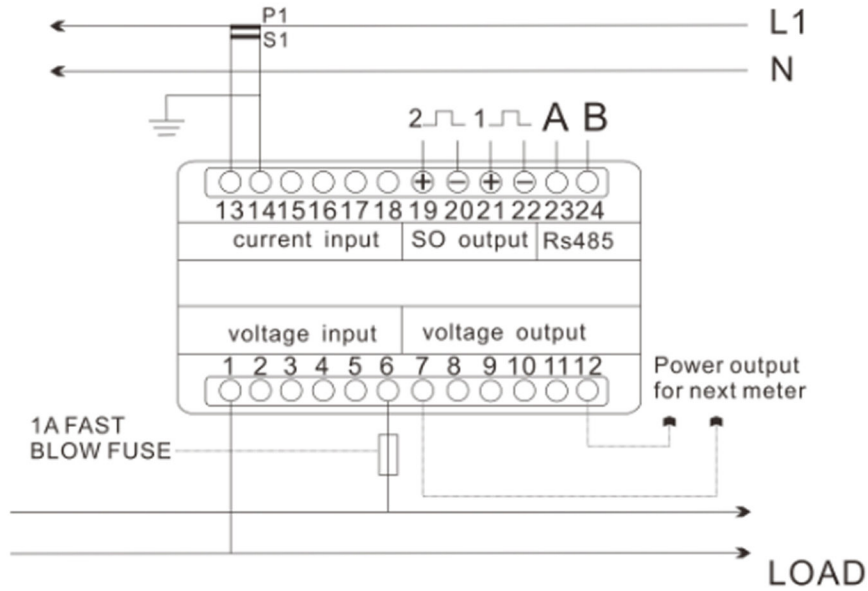 P1
L1
S1
N
2 1 A B
13 14 15 16 17 18 19 20 21 22 23 24
current input SO output Rs485
voltage input voltage output
1 2 3 4 5 6 7 8 9 10 11 12
Power output
for next meter
1A FAST
BLOW FUSE
LOAD